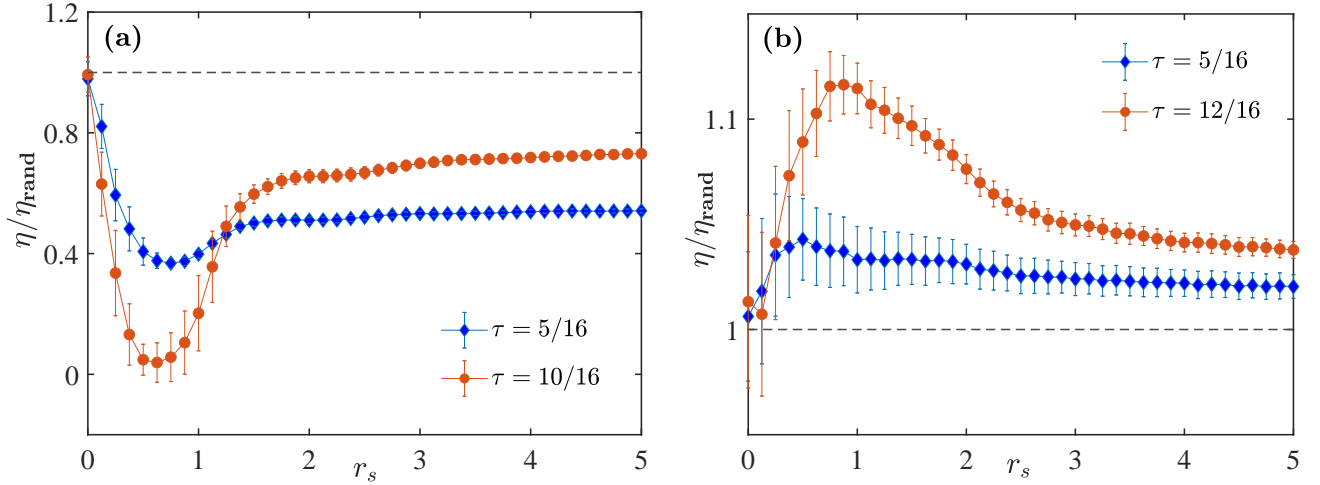 (a)
1.2
0.8
0.4
0
η/η_rand
τ = 5/16
τ = 10/16
0 1 2 3 4 5
r_s
(b)
1.1
1
η/η_rand
τ = 5/16
τ = 12/16
0 1 2 3 4 5
r_s